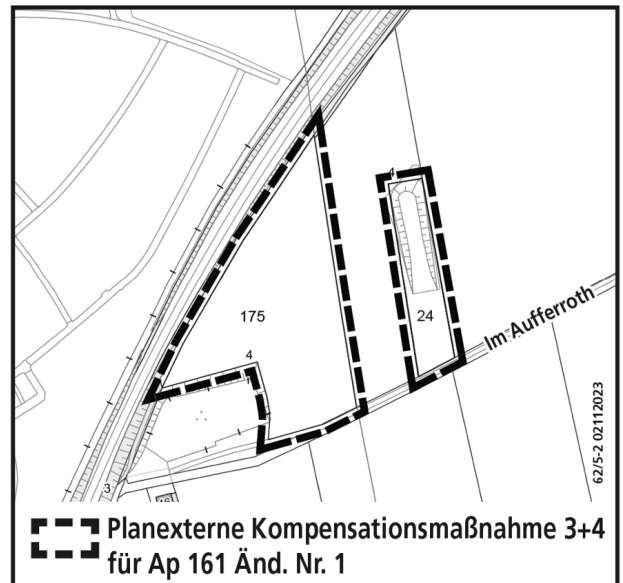 4
175
24
Im Aufferroth
4
3
62/5-2 02112023
Planexterne Kompensationsmaßnahme 3+4
für Ap 161 Änd. Nr. 1